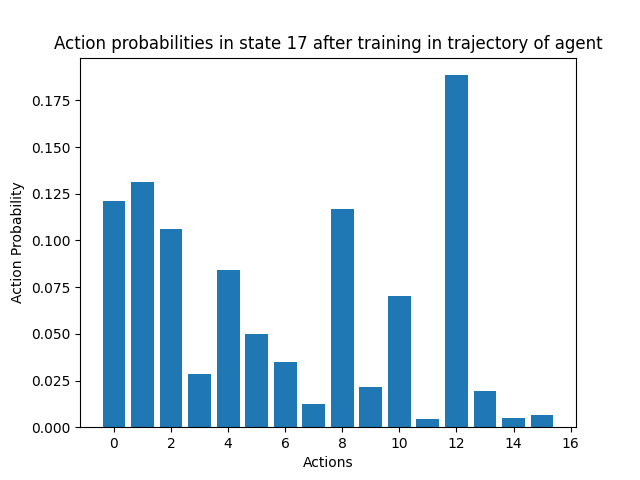 Action probabilities in state 17 after training in trajectory of agent
0.175
0.150
0.125
0.100
0.075
0.050
0.025
0.000
Action Probability
0 2 4 6 8 10 12 14 16
Actions